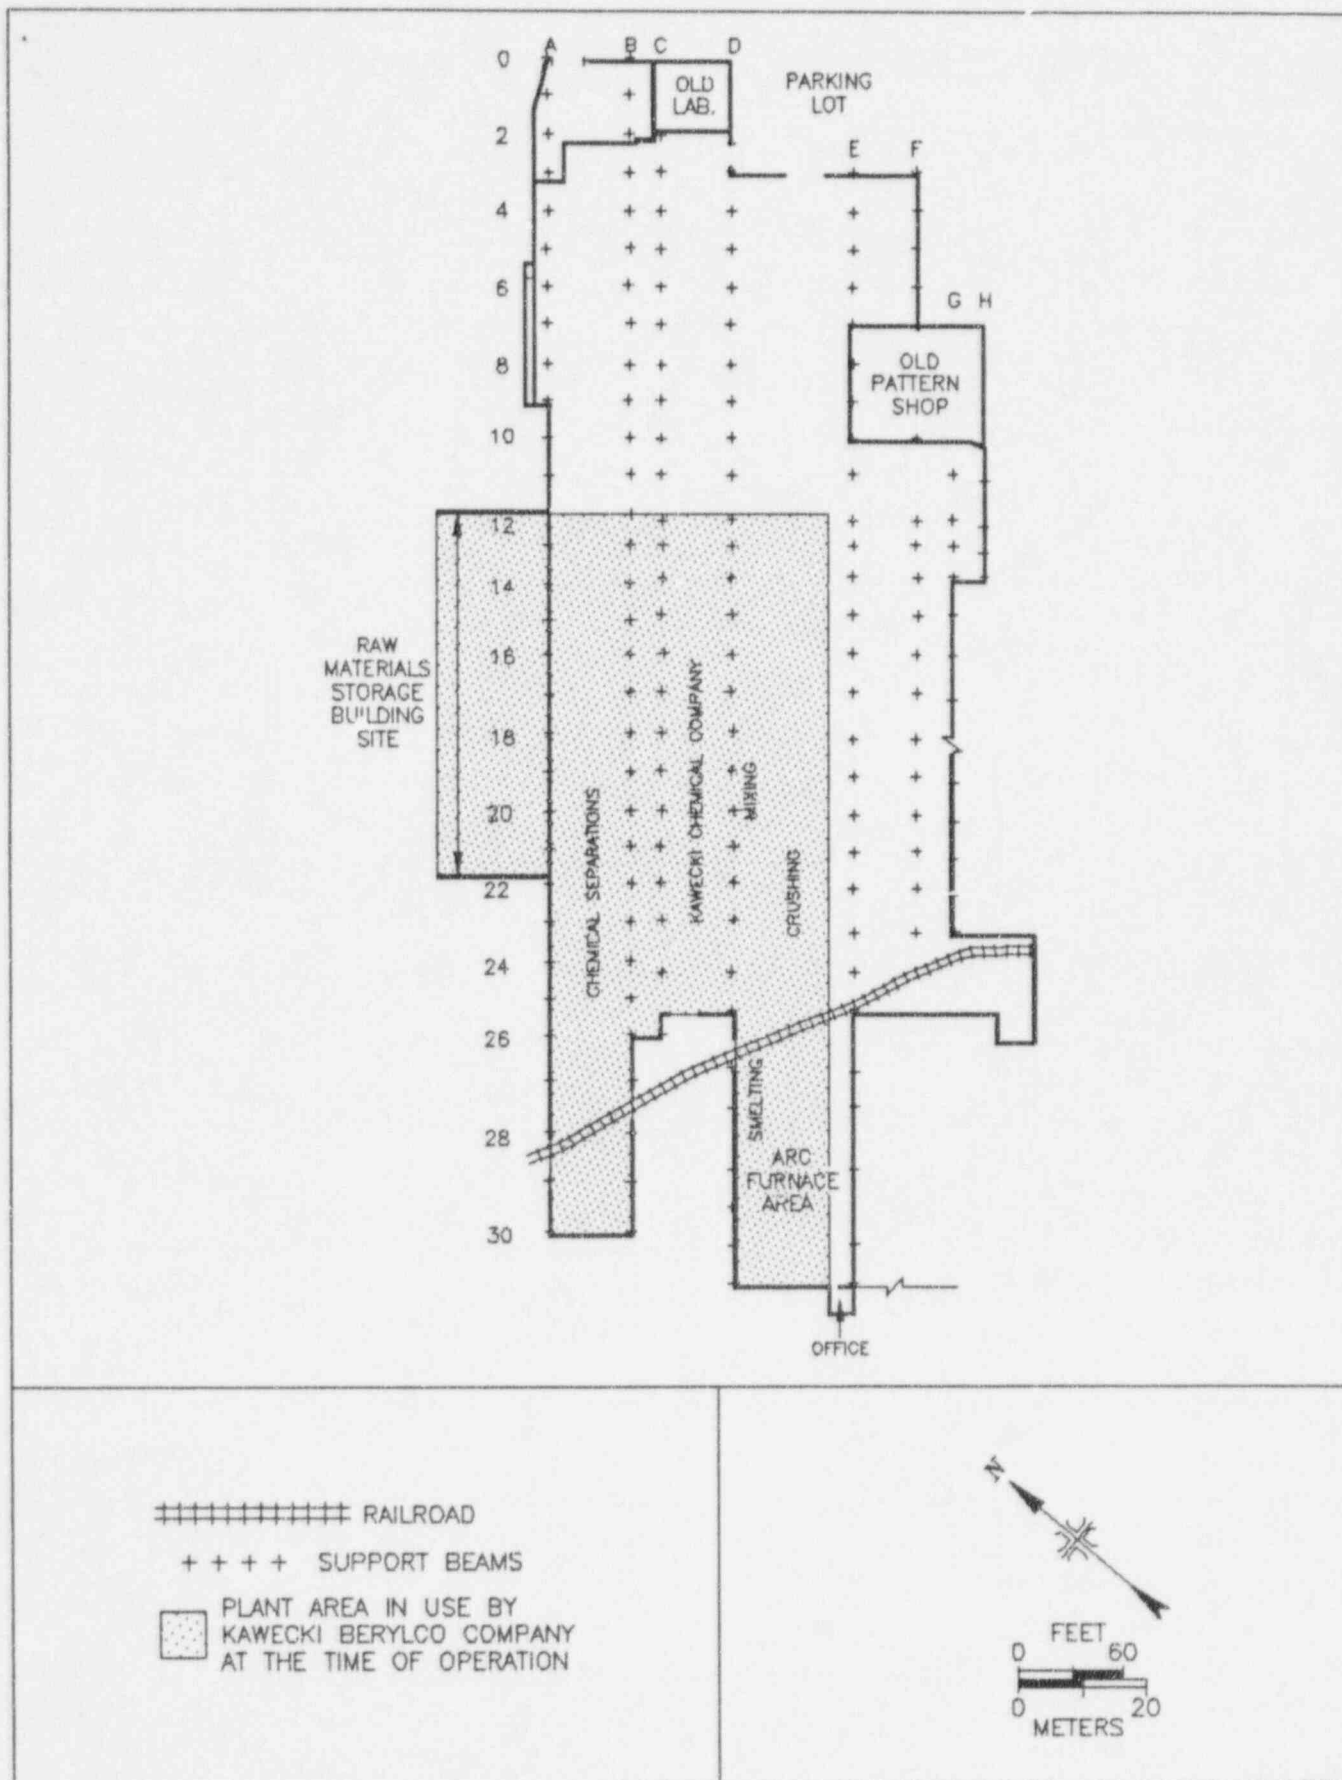 A B C D
0
OLD
LAB.
PARKING
LOT
2
E F
4
6
G H
8
OLD
PATTERN
SHOP
10
12
14
RAW
MATERIALS
STORAGE
BUILDING
SITE
16
18
20
22
24
26
28
30
CHEMICAL SEPARATIONS
KAWECKI CHEMICAL COMPANY
MIXING
CRUSHING
SMELTING
ARC
FURNACE
AREA
OFFICE
RAILROAD
SUPPORT BEAMS
PLANT AREA IN USE BY
KAWECKI BERYLCO COMPANY
AT THE TIME OF OPERATION
N
FEET
0 60
0 20
METERS